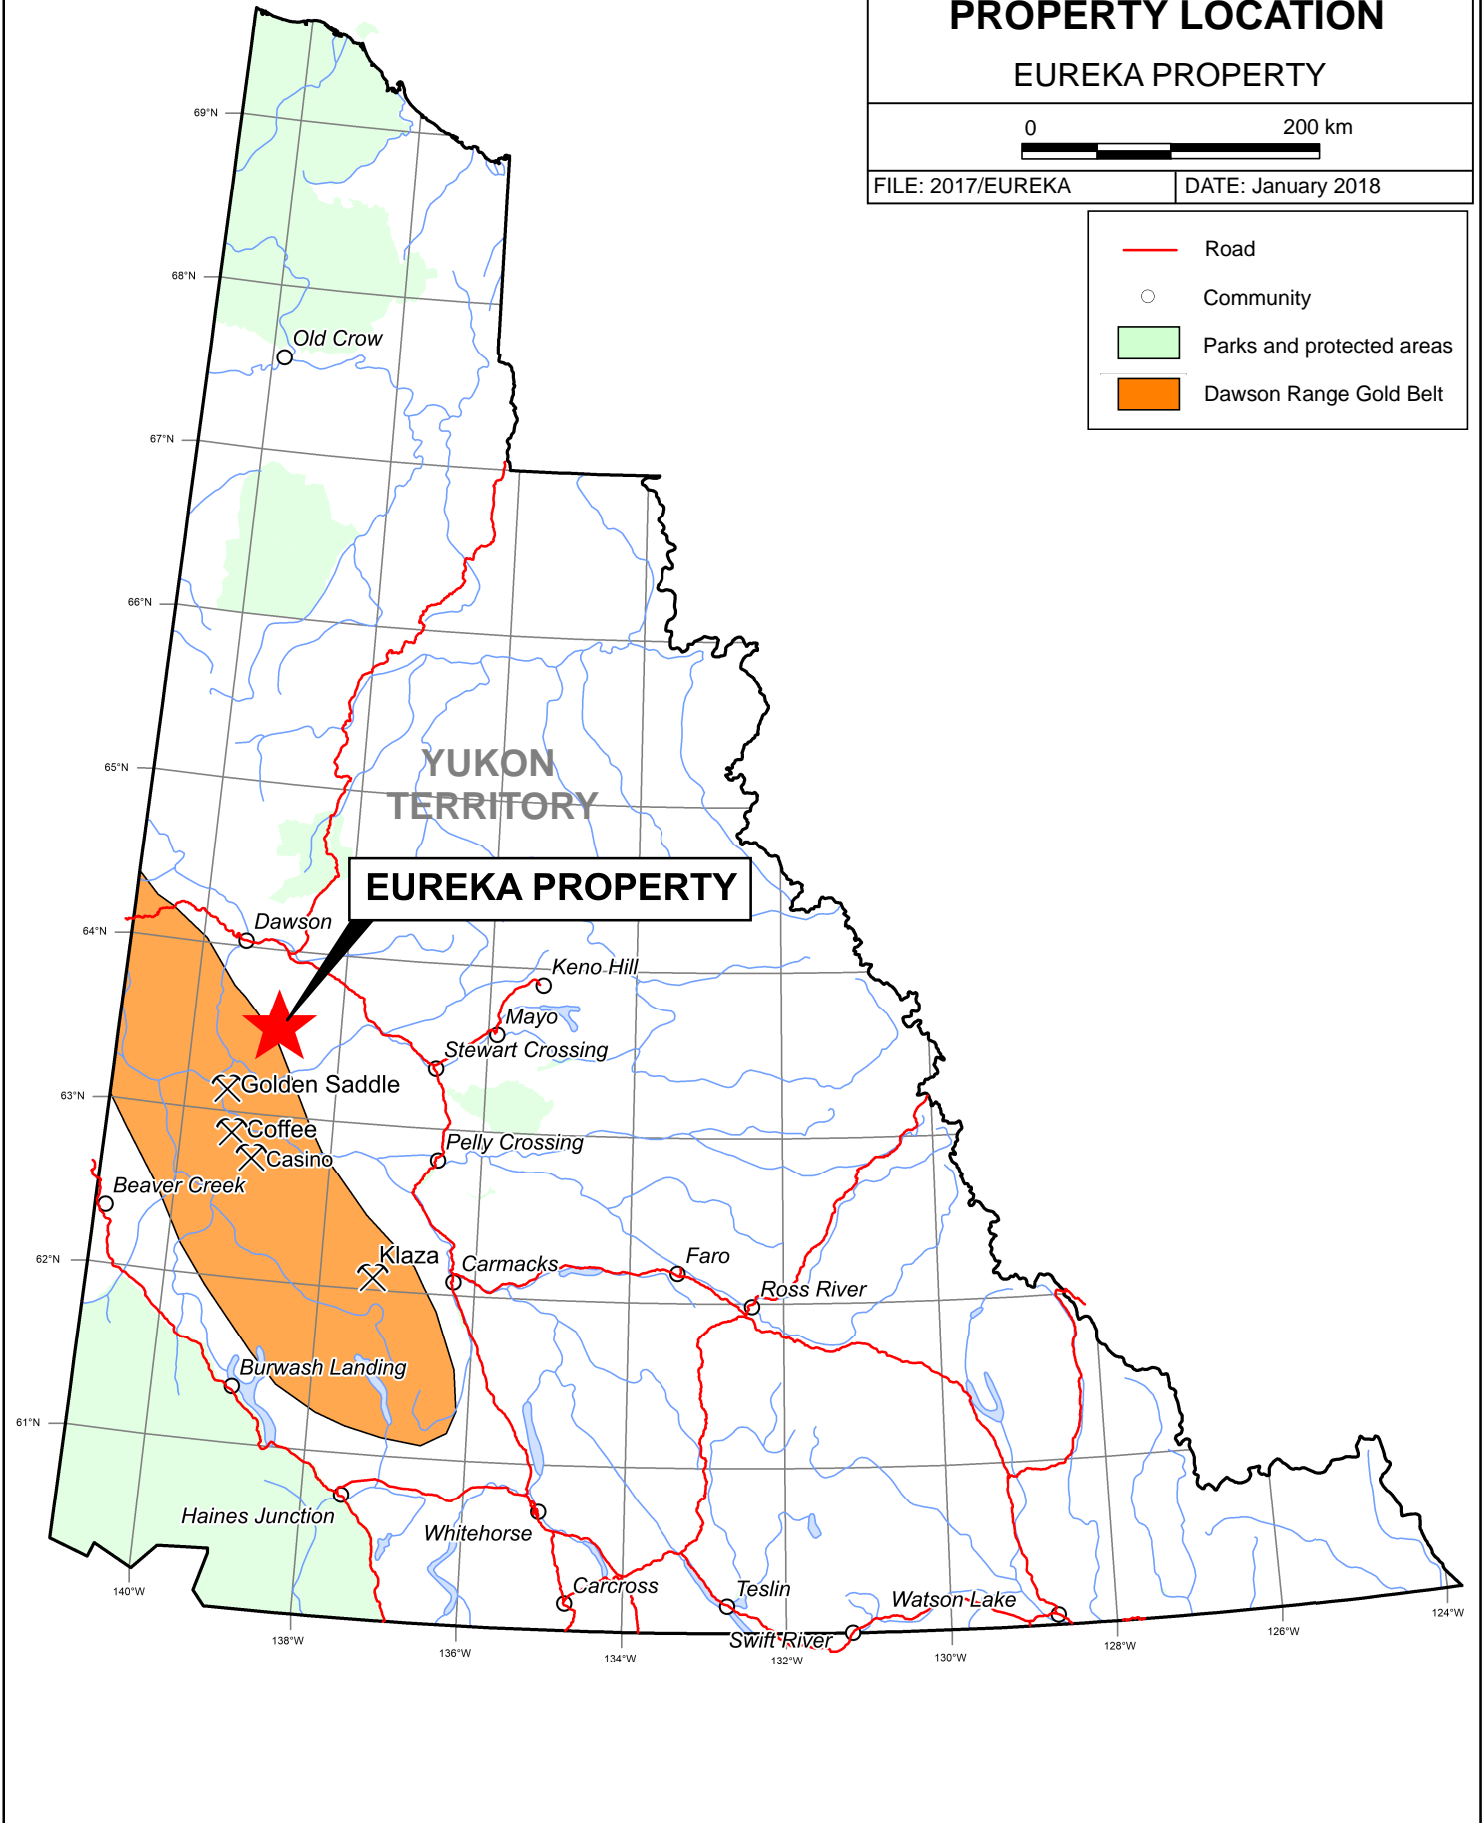 PROPERTY LOCATION
EUREKA PROPERTY
0 200 km
FILE: 2017/EUREKA DATE: January 2018
Road
Community
Parks and protected areas
Dawson Range Gold Belt
69°N
68°N
Old Crow
67°N
66°N
65°N
YUKON
TERRITORY
EUREKA PROPERTY
Dawson
64°N
Keno Hill
Mayo
Stewart Crossing
Golden Saddle
63°N
Coffee
Pelly Crossing
Casino
Beaver Creek
62°N
Klaza
Carmacks
Faro
Ross River
Burwash Landing
61°N
Haines Junction
Whitehorse
Carcross
Teslin
Watson Lake
Swift River
140°W
138°W
136°W
134°W
132°W
130°W
128°W
126°W
124°W